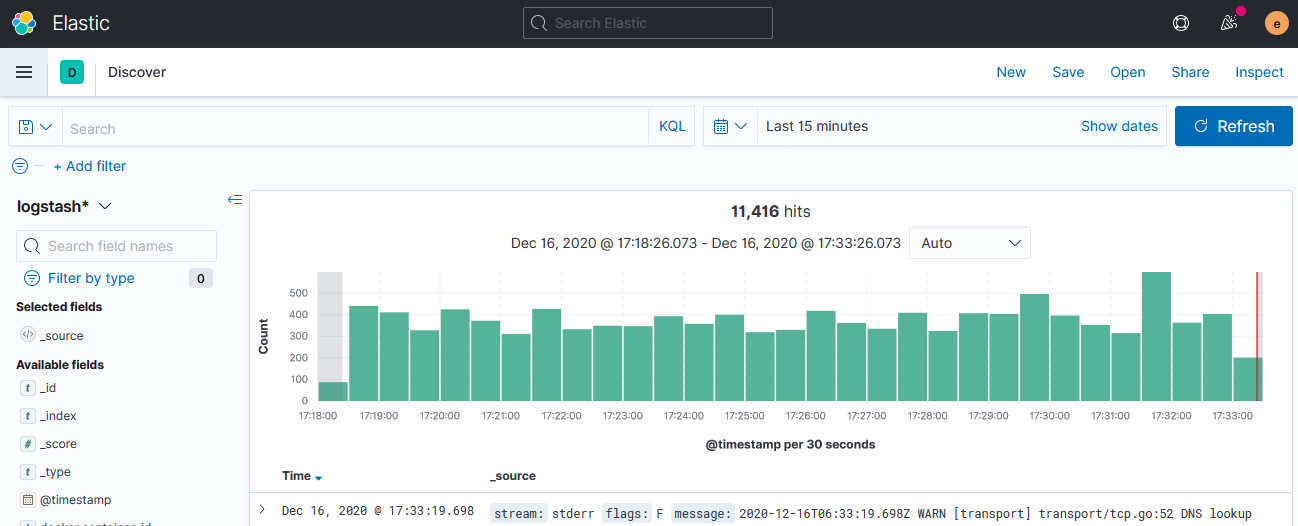 Elastic
Search Elastic
e
D Discover New Save Open Share Inspect
Search KQL Last 15 minutes Show dates Refresh
+ Add filter
logstash*
Search field names
Filter by type 0
Selected fields
</> _source
Available fields
t _id
t _index
# _score
t _type
@timestamp
docker.container_id
11,416 hits
Dec 16, 2020 @ 17:18:26.073 - Dec 16, 2020 @ 17:33:26.073 Auto
Count
500
400
300
200
100
0
17:18:00 17:19:00 17:20:00 17:21:00 17:22:00 17:23:00 17:24:00 17:25:00 17:26:00 17:27:00 17:28:00 17:29:00 17:30:00 17:31:00 17:32:00 17:33:00
@timestamp per 30 seconds
Time _source
Dec 16, 2020 @ 17:33:19.698 stream: stderr flags: F message: 2020-12-16T06:33:19.698Z WARN [transport] transport/tcp.go:52 DNS lookup